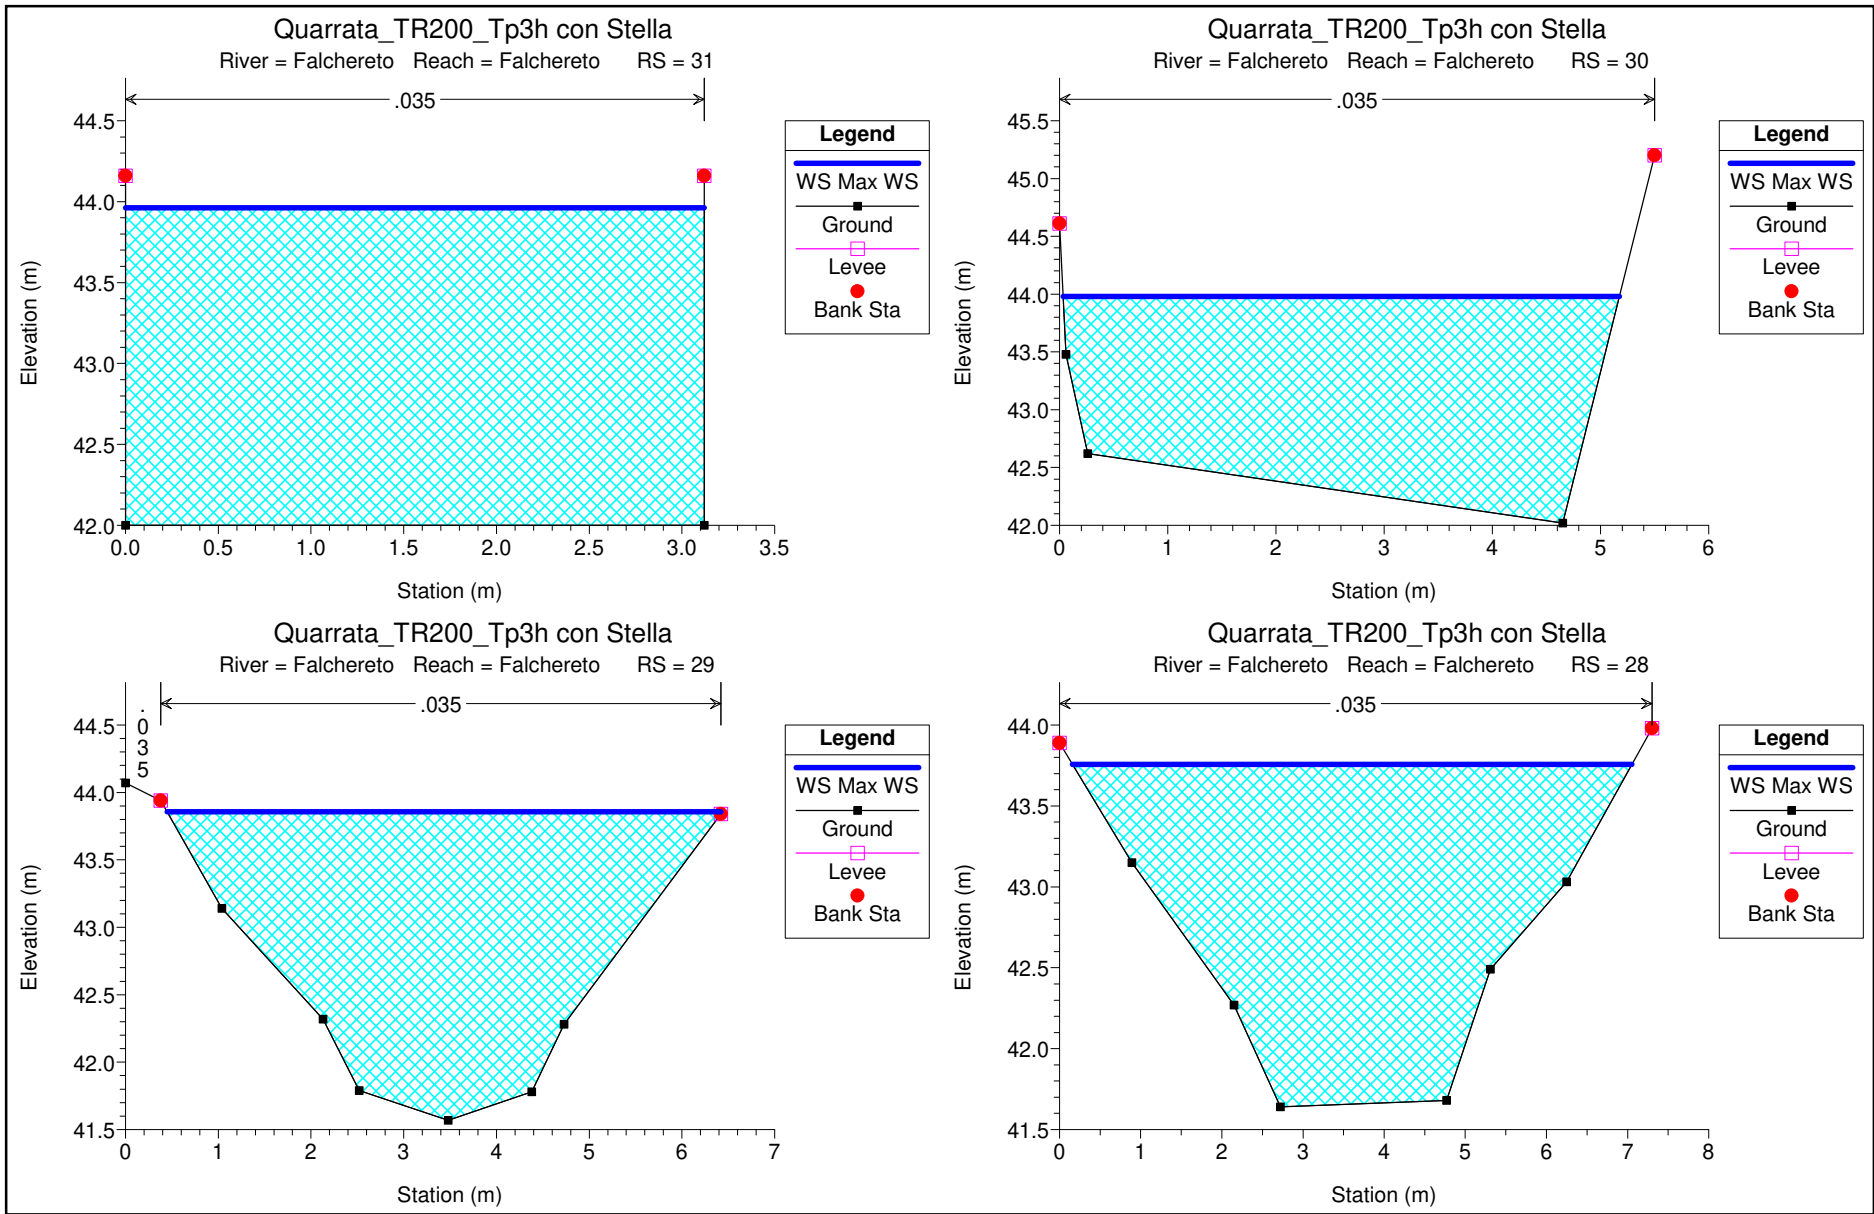 Quarrata_TR200_Tp3h con Stella
River = Falchereto Reach = Falchereto RS = 31
.035
44.5
44.0
43.5
43.0
42.5
42.0
Elevation (m)
0.0 0.5 1.0 1.5 2.0 2.5 3.0 3.5
Station (m)
Legend
WS Max WS
Ground
Levee
Bank Sta
Quarrata_TR200_Tp3h con Stella
River = Falchereto Reach = Falchereto RS = 30
.035
45.5
45.0
44.5
44.0
43.5
43.0
42.5
42.0
Elevation (m)
0 1 2 3 4 5 6
Station (m)
Legend
WS Max WS
Ground
Levee
Bank Sta
Quarrata_TR200_Tp3h con Stella
River = Falchereto Reach = Falchereto RS = 29
.035
.035
44.5
44.0
43.5
43.0
42.5
42.0
41.5
Elevation (m)
0 1 2 3 4 5 6 7
Station (m)
Legend
WS Max WS
Ground
Levee
Bank Sta
Quarrata_TR200_Tp3h con Stella
River = Falchereto Reach = Falchereto RS = 28
.035
44.0
43.5
43.0
42.5
42.0
41.5
Elevation (m)
0 1 2 3 4 5 6 7 8
Station (m)
Legend
WS Max WS
Ground
Levee
Bank Sta